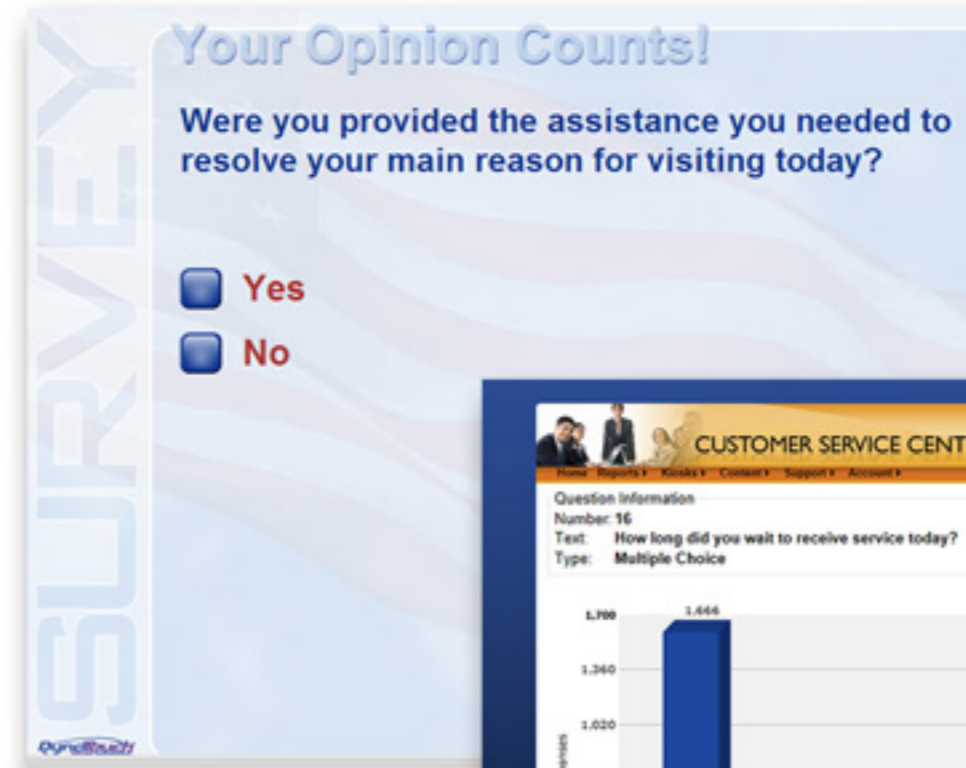 Your Opinion Counts!
Were you provided the assistance you needed to
resolve your main reason for visiting today?
Yes
No
SURVEY
DynaTouch
CUSTOMER SERVICE CENT
Home Reports Kiosks Content Support Account
Question Information
Number: 16
Text: How long did you wait to receive service today?
Type: Multiple Choice
1,700
1,666
1,360
1,020